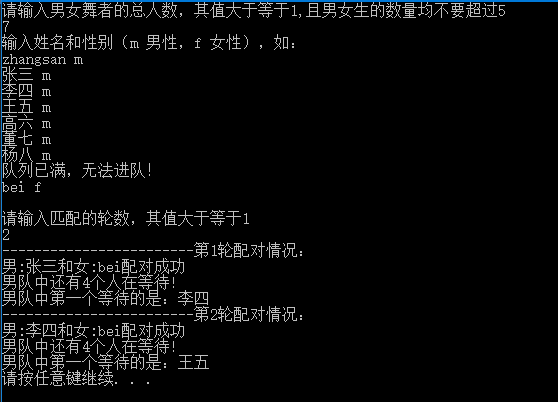 请输入男女舞者的总人数，其值大于等于1,且男女生的数量均不要超过5
7
输入姓名和性别（m 男性，f 女性），如：
zhangsan m
张三 m
李四 m
王五 m
高六 m
董七 m
杨八 m
队列已满，无法进队！
bei f

请输入匹配的轮数，其值大于等于1
2
------------------------第1轮配对情况：
男:张三和女:bei配对成功
男队中还有4个人在等待！
男队中第一个等待的是：李四
------------------------第2轮配对情况：
男:李四和女:bei配对成功
男队中还有4个人在等待！
男队中第一个等待的是：王五
请按任意键继续. . .